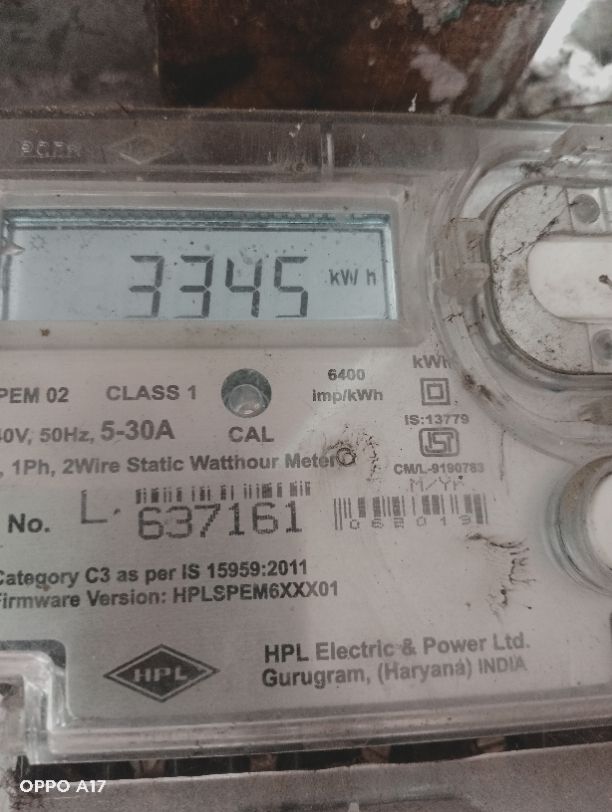 3345 kWh
PEM 02 CLASS 1
6400
imp/kWh
kWh
40V, 50Hz, 5-30A
CAL
IS:13779
, 1Ph, 2Wire Static Watthour Meter
CM/L-9190783
M/YR
No. L. 637161
062019
Category C3 as per IS 15959:2011
Firmware Version: HPLSPEM6XXX01
HPL
HPL Electric & Power Ltd.
Gurugram, (Haryana) INDIA
OPPO A17